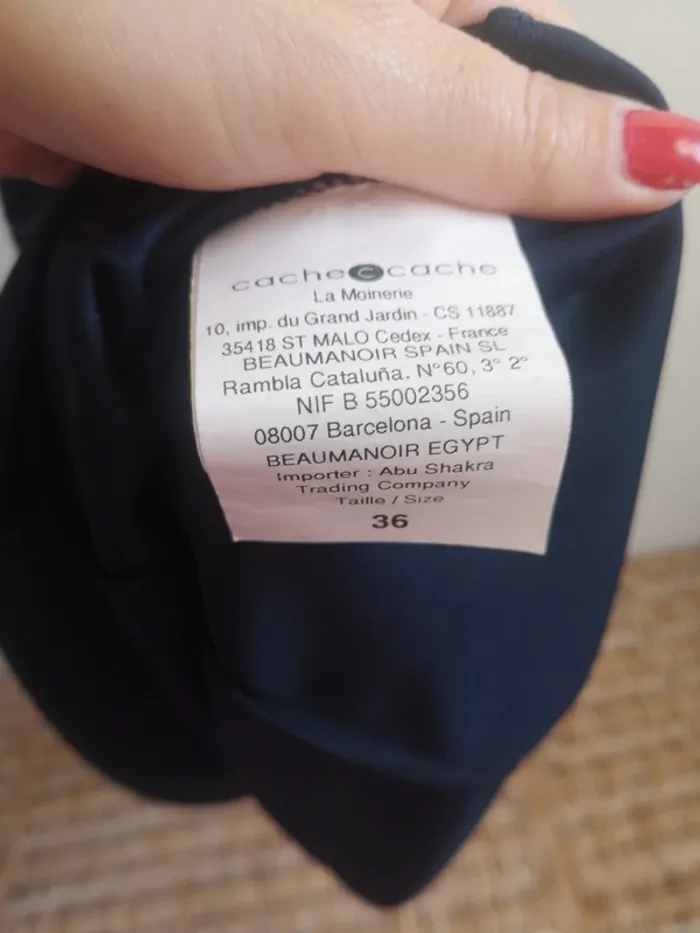 cache c cache
La Moinerie
10, imp. du Grand Jardin - CS 11887
35418 ST MALO Cedex - France
BEAUMANOIR SPAIN SL
Rambla Cataluña. N°60, 3° 2°
NIF B 55002356
08007 Barcelona - Spain
BEAUMANOIR EGYPT
Importer : Abu Shakra
Trading Company
Taille / Size
36